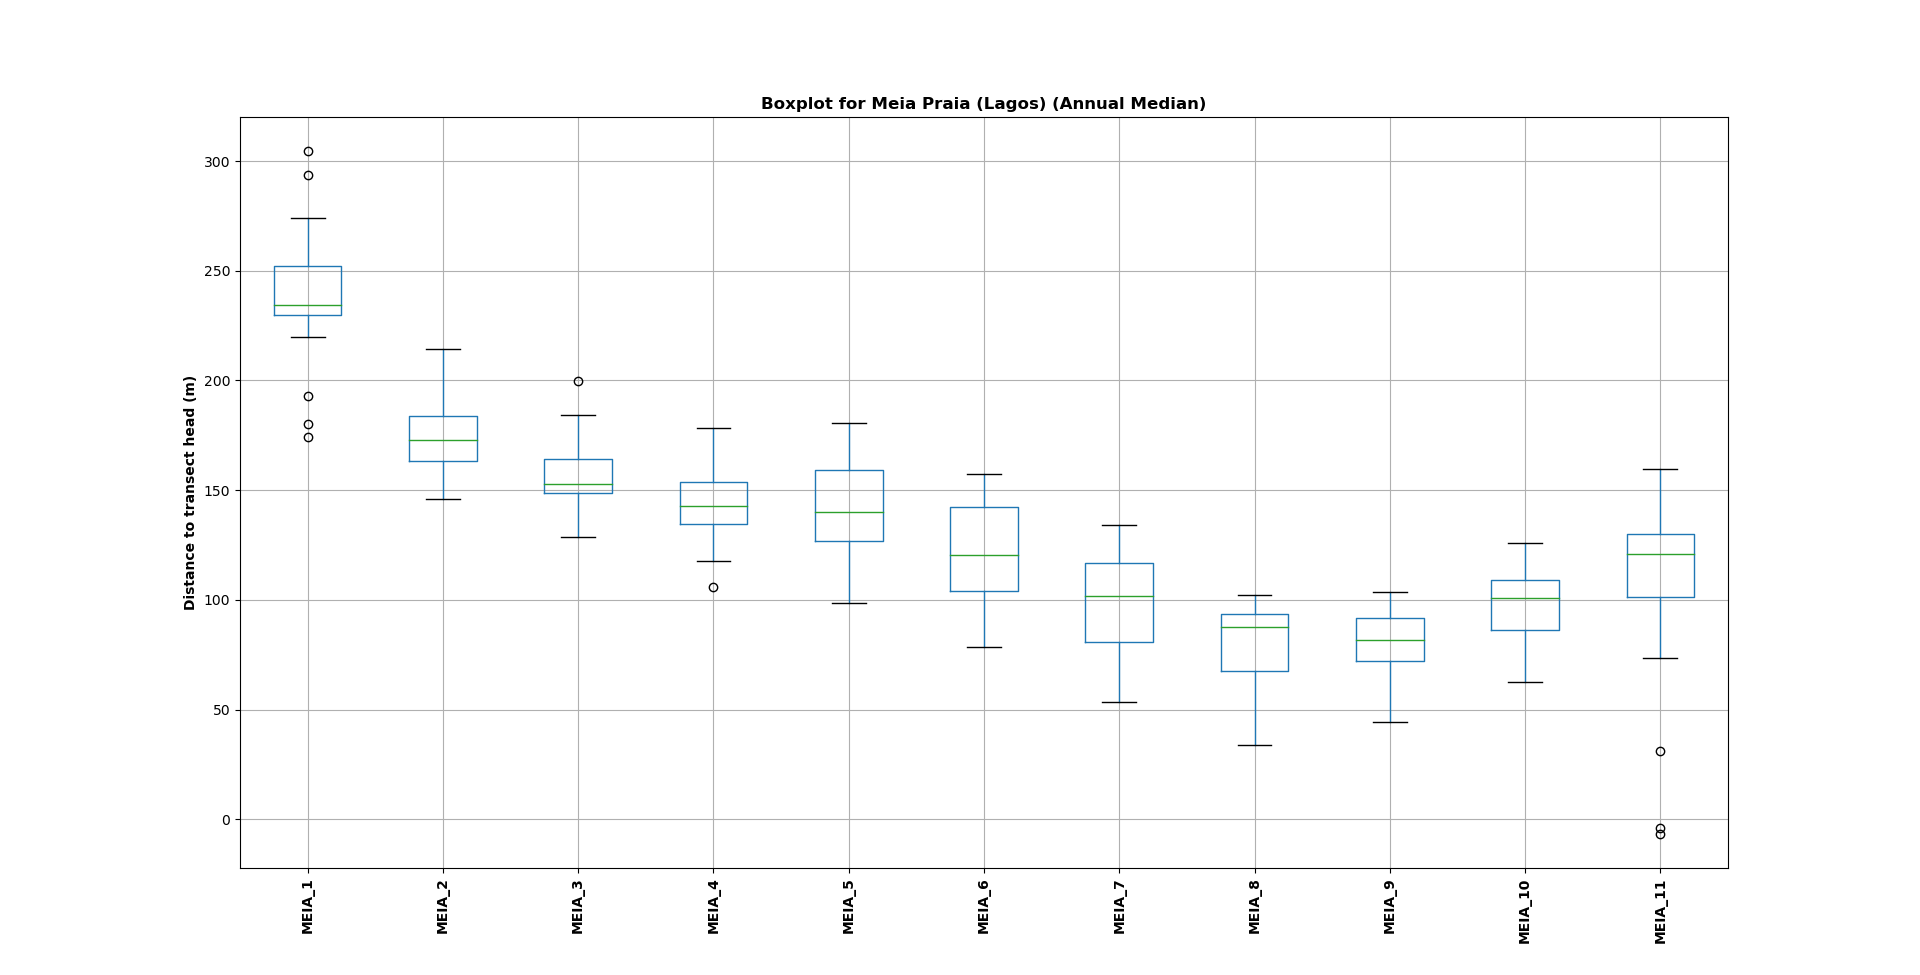 Boxplot for Meia Praia (Lagos) (Annual Median)
Distance to transect head (m)
300
250
200
150
100
50
0
MEIA_1
MEIA_2
MEIA_3
MEIA_4
MEIA_5
MEIA_6
MEIA_7
MEIA_8
MEIA_9
MEIA_10
MEIA_11